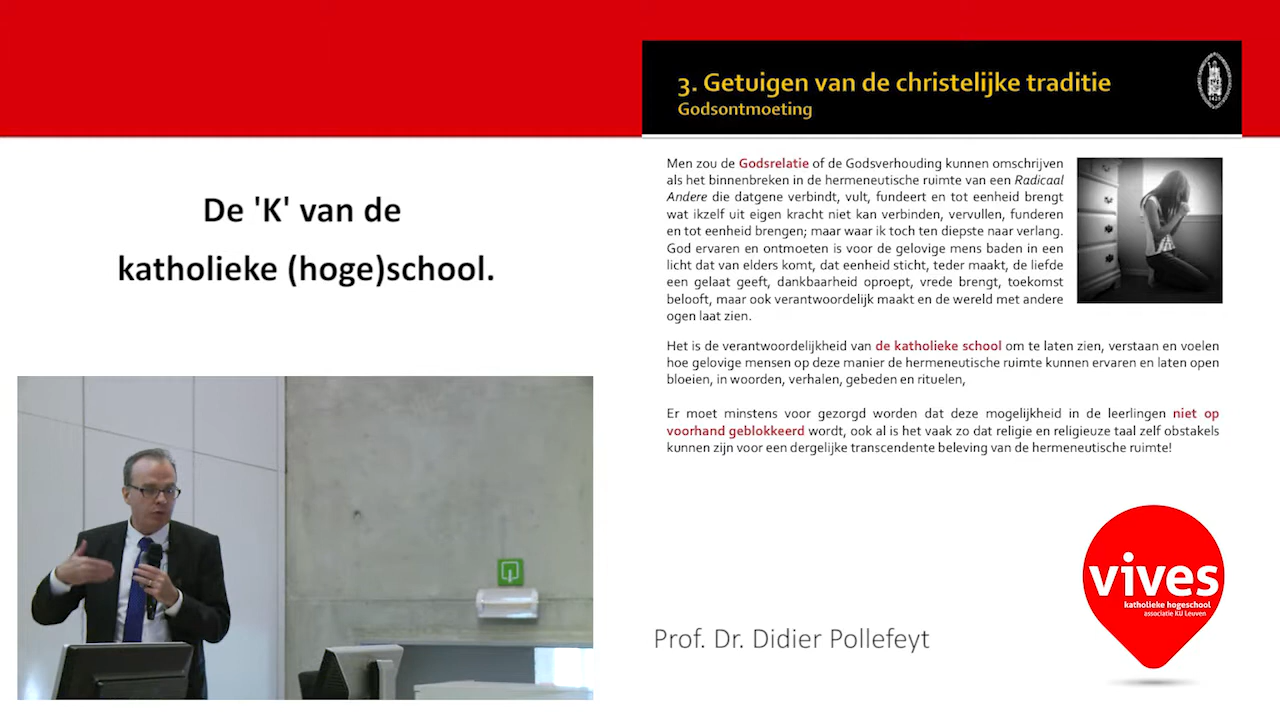 De 'K' van de
katholieke (hoge)school.
3. Getuigen van de christelijke traditie
Godsontmoeting
Men zou de Godsrelatie of de Godsverhouding kunnen omschrijven
als het binnenbreken in de hermeneutische ruimte van een Radicaal
Andere die datgene verbindt, vult, fundeert en tot eenheid brengt
wat ikzelf uit eigen kracht niet kan verbinden, vervullen, funderen
en tot eenheid brengen; maar waar ik toch ten diepste naar verlang.
God ervaren en ontmoeten is voor de gelovige mens baden in een
licht dat van elders komt, dat eenheid sticht, teder maakt, de liefde
een gelaat geeft, dankbaarheid oproept, vrede brengt, toekomst
belooft, maar ook verantwoordelijk maakt en de wereld met andere
ogen laat zien.
Het is de verantwoordelijkheid van de katholieke school om te laten zien, verstaan en voelen
hoe gelovige mensen op deze manier de hermeneutische ruimte kunnen ervaren en laten open
bloeien, in woorden, verhalen, gebeden en rituelen,
Er moet minstens voor gezorgd worden dat deze mogelijkheid in de leerlingen niet op
voorhand geblokkeerd wordt, ook al is het vaak zo dat religie en religieuze taal zelf obstakels
kunnen zijn voor een dergelijke transcendente beleving van de hermeneutische ruimte!
vives
katholieke hogeschool
associatie KU Leuven
Prof. Dr. Didier Pollefeyt